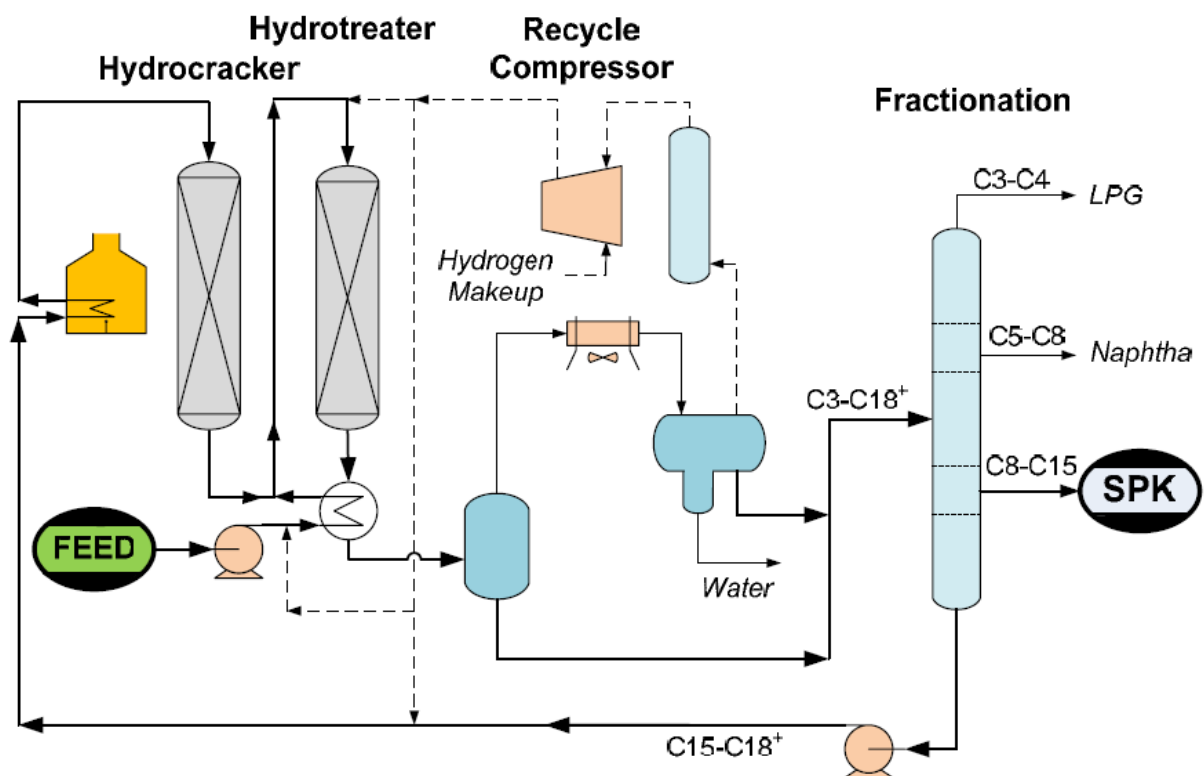 Hydrotreater
Hydrocracker
Recycle
Compressor
Fractionation
C3-C4
LPG
Hydrogen
Makeup
C5-C8
Naphtha
C3-C18⁺
C8-C15
SPK
FEED
Water
C15-C18⁺